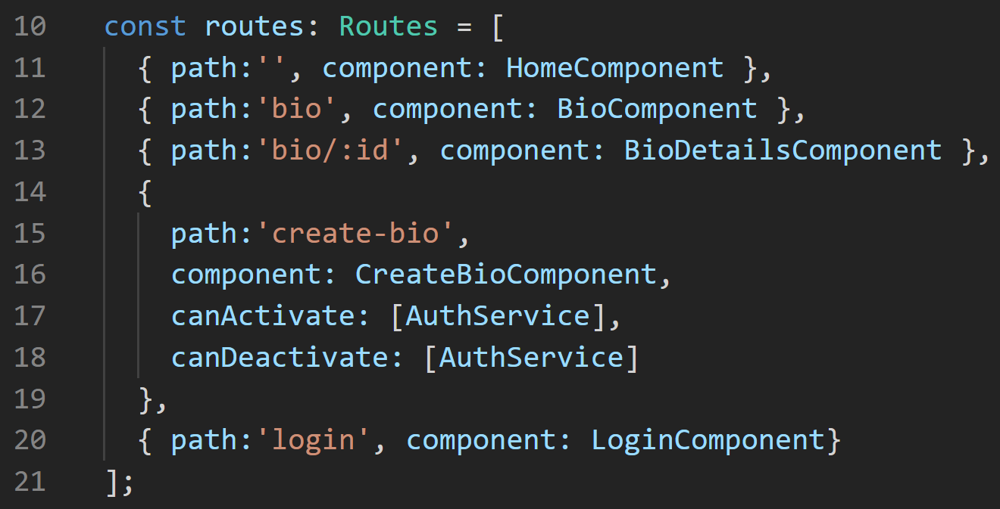 10 const routes: Routes = [
11 { path:'', component: HomeComponent },
12 { path:'bio', component: BioComponent },
13 { path:'bio/:id', component: BioDetailsComponent },
14 {
15 path:'create-bio',
16 component: CreateBioComponent,
17 canActivate: [AuthService],
18 canDeactivate: [AuthService]
19 },
20 { path:'login', component: LoginComponent}
21 ];